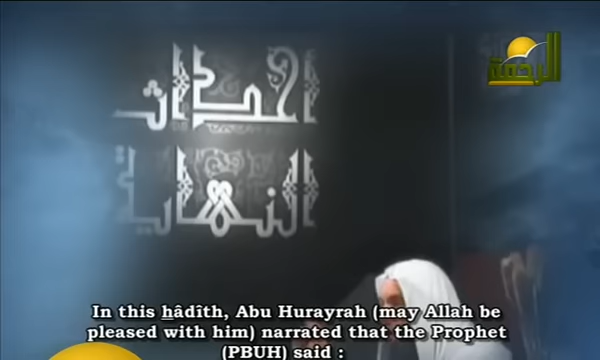 أحداث
النهاية
الرحمة
In this hâdîth, Abu Hurayrah (may Allah be
pleased with him) narrated that the Prophet
(PBUH) said :